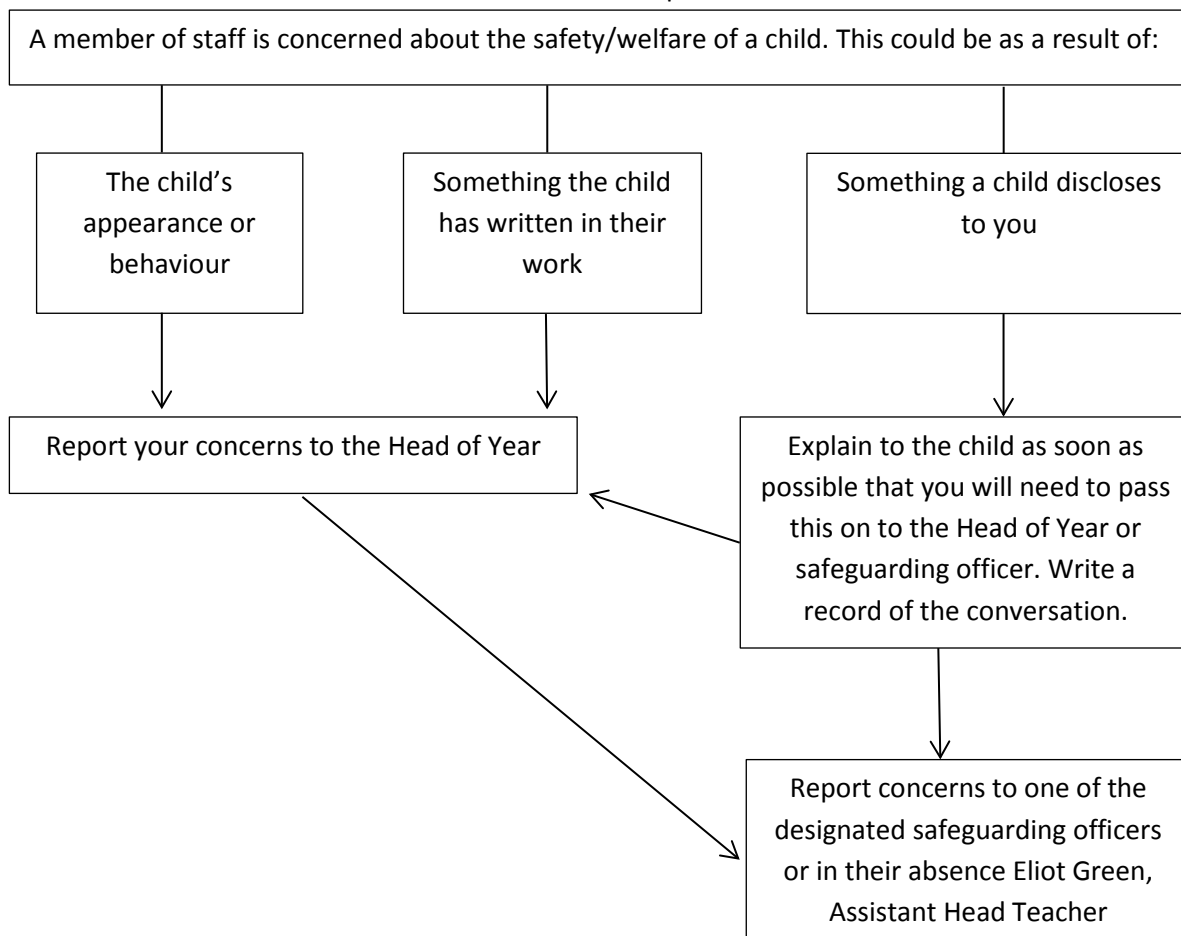 A member of staff is concerned about the safety/welfare of a child. This could be as a result of:
The child’s
appearance or
behaviour
Something the child
has written in their
work
Something a child discloses
to you
Report your concerns to the Head of Year
Explain to the child as soon as
possible that you will need to pass
this on to the Head of Year or
safeguarding officer. Write a
record of the conversation.
Report concerns to one of the
designated safeguarding officers
or in their absence Eliot Green,
Assistant Head Teacher